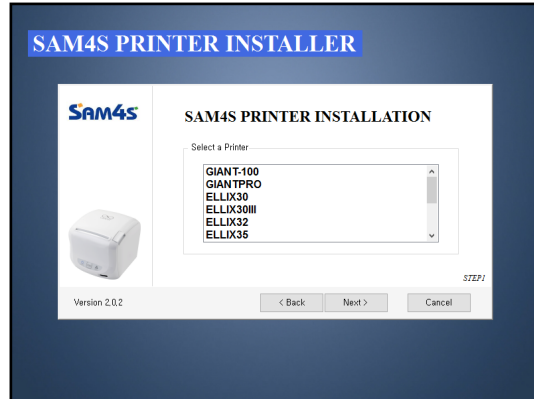 SAM4S PRINTER INSTALLER
Sam4s
SAM4S PRINTER INSTALLATION
Select a Printer
GIANT-100
GIANTPRO
ELLIX30
ELLIX30III
ELLIX32
ELLIX35
STEP1
Version 2,0,2
< Back
Next >
Cancel